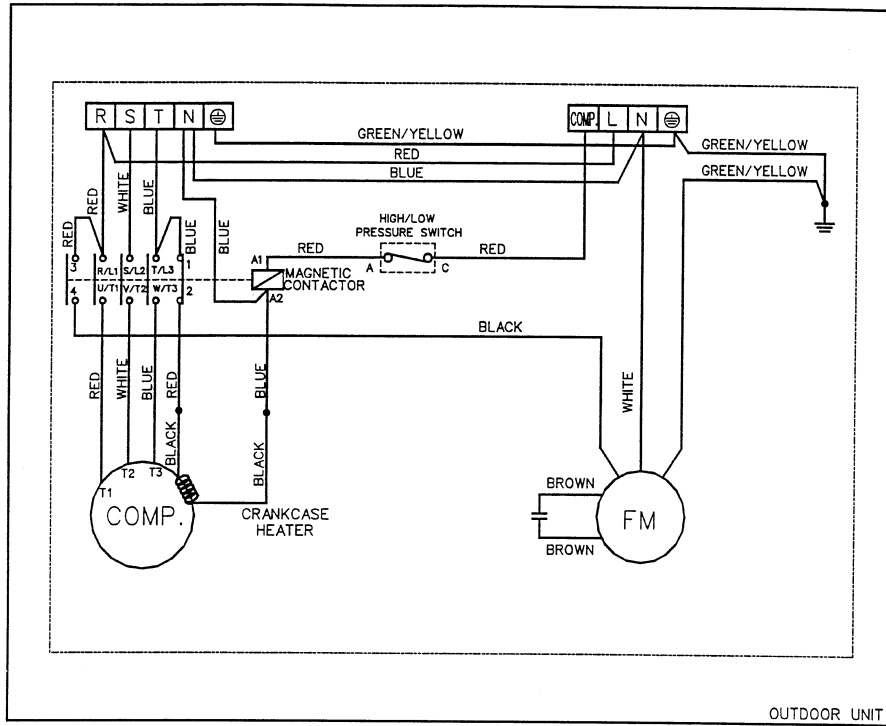 R S T N
COMP. L N
GREEN/YELLOW
RED
BLUE
GREEN/YELLOW
GREEN/YELLOW
RED
RED
WHITE
BLUE
BLUE
BLUE
HIGH/LOW
PRESSURE SWITCH
RED
RED
A1
A
C
3
R/L1
S/L2
T/L3
1
MAGNETIC
CONTACTOR
4
U/T1
V/T2
W/T3
2
A2
BLACK
RED
WHITE
BLUE
RED
BLUE
WHITE
BLACK
BLACK
T1
T2
T3
COMP.
CRANKCASE
HEATER
BROWN
FM
BROWN
OUTDOOR UNIT